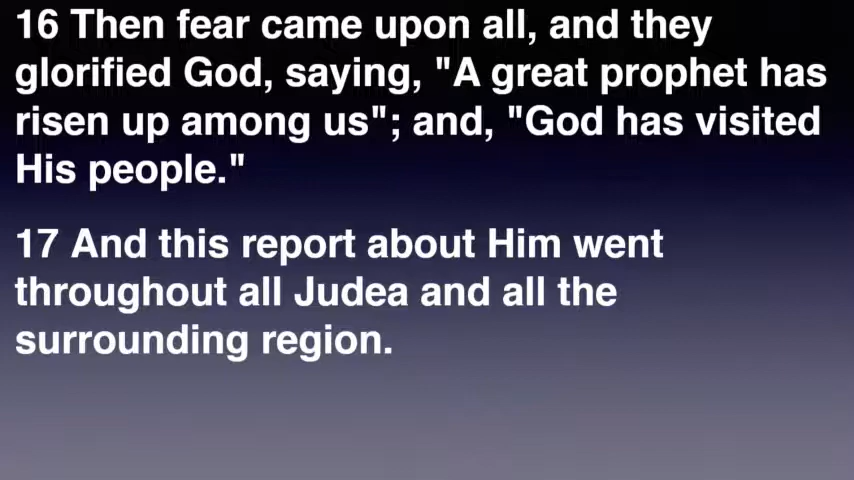 16 Then fear came upon all, and they
glorified God, saying, "A great prophet has
risen up among us"; and, "God has visited
His people."
17 And this report about Him went
throughout all Judea and all the
surrounding region.